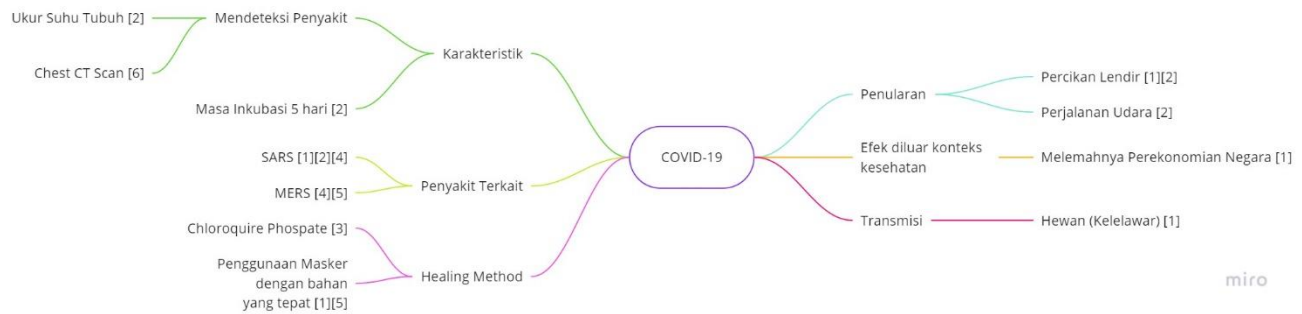 Ukur Suhu Tubuh [2]
Mendeteksi Penyakit
Chest CT Scan [6]
Karakteristik
Masa Inkubasi 5 hari [2]
SARS [1][2][4]
MERS [4][5]
Penyakit Terkait
Chloroquire Phospate [3]
Penggunaan Masker
dengan bahan
yang tepat [1][5]
Healing Method
COVID-19
Penularan
Percikan Lendir [1][2]
Perjalanan Udara [2]
Efek diluar konteks
kesehatan
Melemahnya Perekonomian Negara [1]
Transmisi
Hewan (Kelelawar) [1]
miro